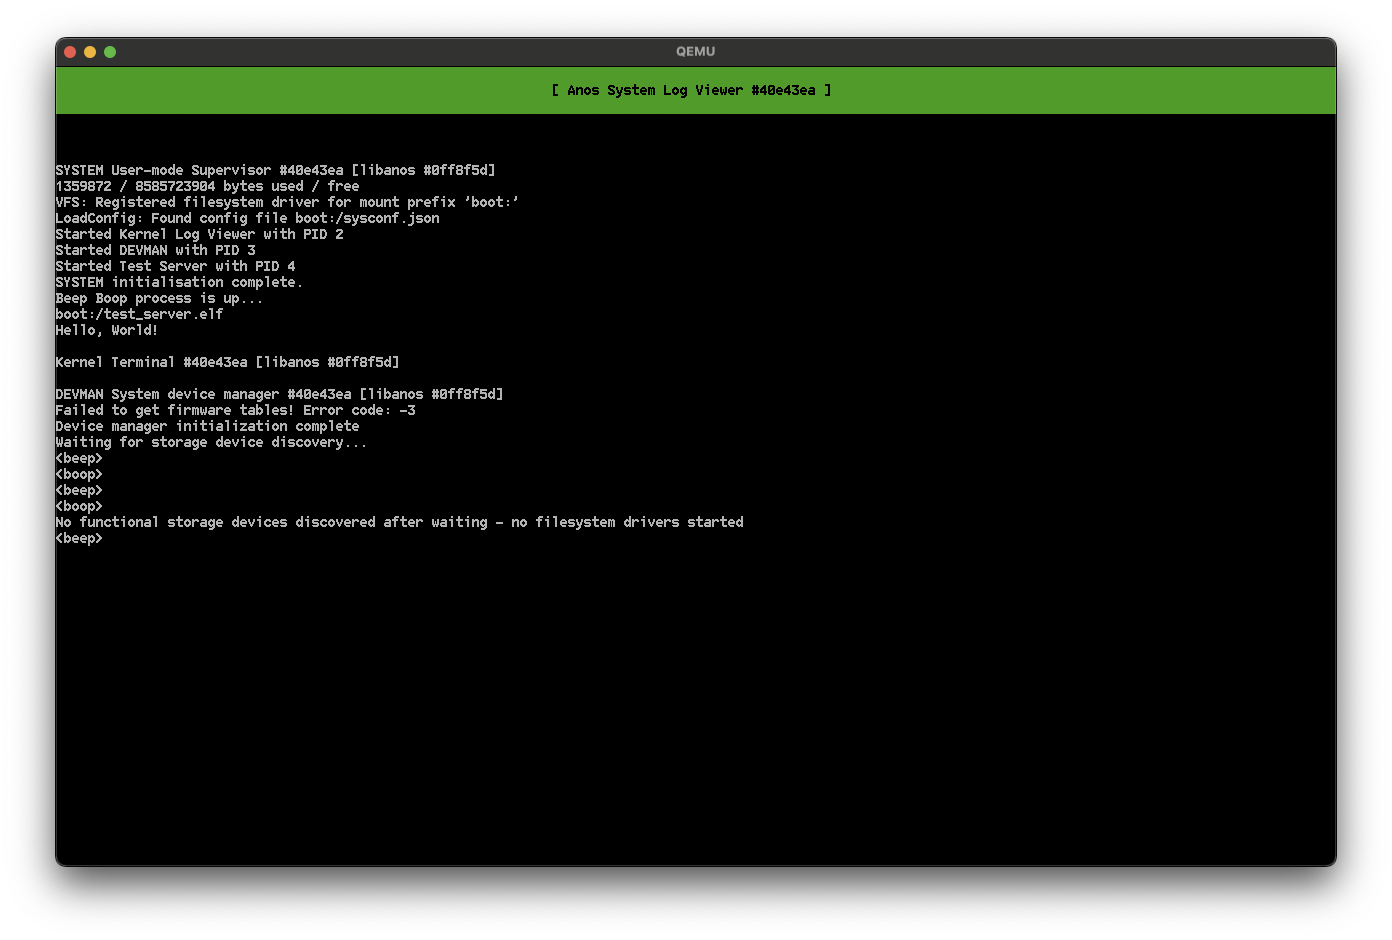 QEMU
[ Anos System Log Viewer #40e43ea ]
SYSTEM User-mode Supervisor #40e43ea [libanos #0ff8f5d]
1359872 / 8585723904 bytes used / free
VFS: Registered filesystem driver for mount prefix 'boot:'
LoadConfig: Found config file boot:/sysconf.json
Started Kernel Log Viewer with PID 2
Started DEVMAN with PID 3
Started Test Server with PID 4
SYSTEM initialisation complete.
Beep Boop process is up...
boot:/test_server.elf
Hello, World!
Kernel Terminal #40e43ea [libanos #0ff8f5d]
DEVMAN System device manager #40e43ea [libanos #0ff8f5d]
Failed to get firmware tables! Error code: -3
Device manager initialization complete
Waiting for storage device discovery...
<beep>
<boop>
<beep>
<boop>
No functional storage devices discovered after waiting - no filesystem drivers started
<beep>